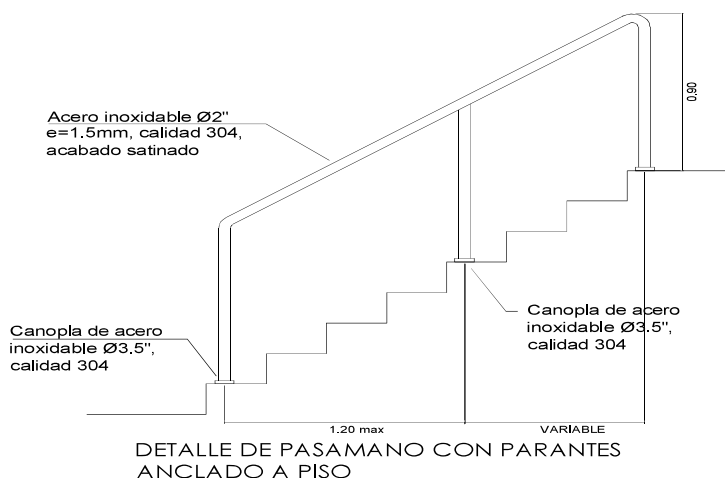 0.90
Acero inoxidable Ø2"
e=1.5mm, calidad 304,
acabado satinado
Canopla de acero
inoxidable Ø3.5",
calidad 304
Canopla de acero
inoxidable Ø3.5",
calidad 304
1.20 max
VARIABLE
DETALLE DE PASAMANO CON PARANTES
ANCLADO A PISO